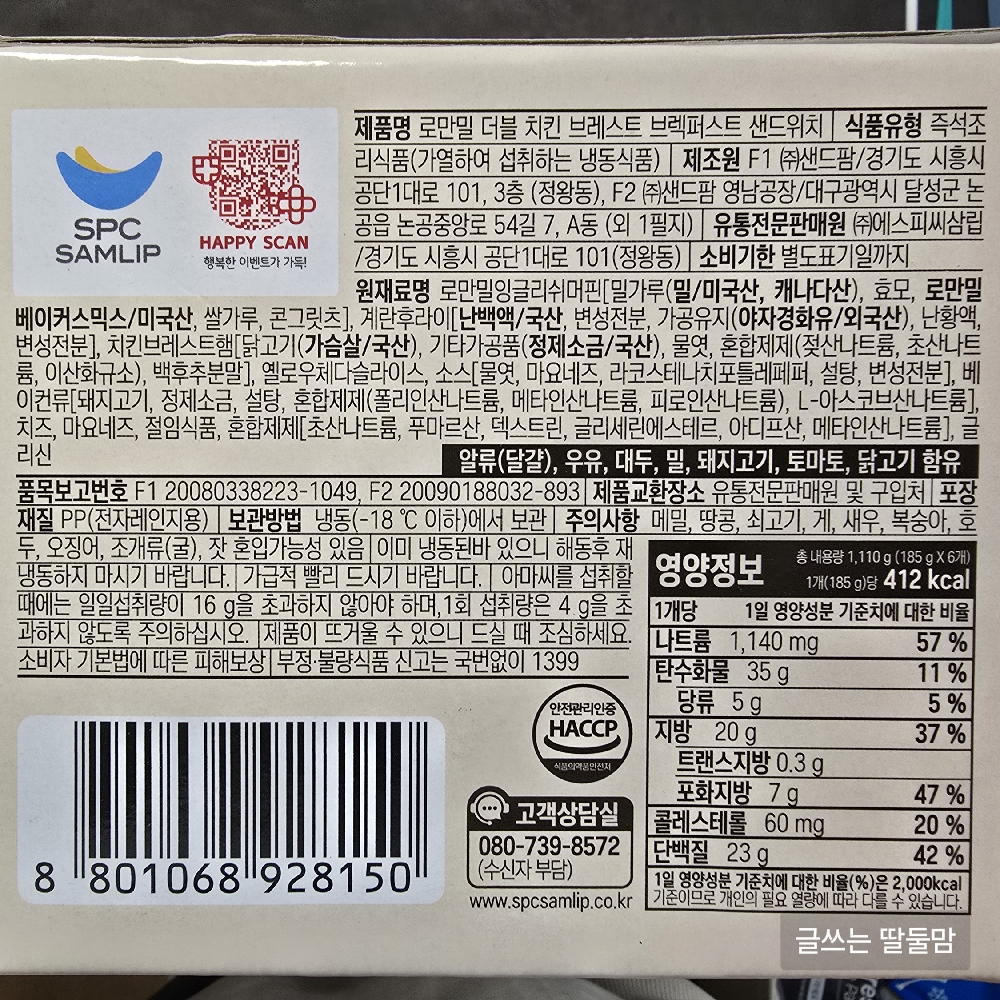 SPC
SAMLIP
HAPPY SCAN
행복한 이벤트가 가득!
제품명 로만밀 더블 치킨 브레스트 브렉퍼스트 샌드위치 | 식품유형 즉석조
리식품(가열하여 섭취하는 냉동식품) | 제조원 F1 ㈜샌드팜/경기도 시흥시
공단1대로 101, 3층 (정왕동), F2 ㈜샌드팜 영남공장/대구광역시 달성군 논
공읍 논공중앙로 54길 7, A동 (외 1필지) | 유통전문판매원 ㈜에스피씨삼립
/경기도 시흥시 공단1대로 101(정왕동) | 소비기한 별도표기일까지
원재료명 로만밀잉글리쉬머핀[밀가루(밀/미국산, 캐나다산), 효모, 로만밀
베이커스믹스/미국산, 쌀가루, 콘그릿츠], 계란후라이[난백액/국산, 변성전분, 가공유지(야자경화유/외국산), 난황액,
변성전분], 치킨브레스트햄[닭고기(가슴살/국산), 기타가공품(정제소금/국산), 물엿, 혼합제제(젖산나트륨, 초산나트
륨, 이산화규소), 백후추분말], 옐로우체다슬라이스, 소스[물엿, 마요네즈, 라코스테나치포틀레페퍼, 설탕, 변성전분], 베
이컨류[돼지고기, 정제소금, 설탕, 혼합제제(폴리인산나트륨, 메타인산나트륨, 피로인산나트륨), L-아스코브산나트륨],
치즈, 마요네즈, 절임식품, 혼합제제[초산나트륨, 푸마르산, 덱스트린, 글리세린에스테르, 아디프산, 메타인산나트륨], 글
리신
알류(달걀), 우유, 대두, 밀, 돼지고기, 토마토, 닭고기 함유
품목보고번호 F1 20080338223-1049, F2 20090188032-893 | 제품교환장소 유통전문판매원 및 구입처 | 포장
재질 PP(전자레인지용) | 보관방법 냉동(-18 ℃ 이하)에서 보관 | 주의사항 메밀, 땅콩, 쇠고기, 게, 새우, 복숭아, 호
두, 오징어, 조개류(굴), 잣 혼입가능성 있음 | 이미 냉동된바 있으니 해동후 재
냉동하지 마시기 바랍니다. | 가급적 빨리 드시기 바랍니다. | 아마씨를 섭취할
때에는 일일섭취량이 16 g을 초과하지 않아야 하며,1회 섭취량은 4 g을 초
과하지 않도록 주의하십시오. | 제품이 뜨거울 수 있으니 드실 때 조심하세요.
소비자 기본법에 따른 피해보상 | 부정·불량식품 신고는 국번없이 1399
영양정보
총 내용량 1,110 g (185 g X 6개)
1개(185 g)당 412 kcal
1개당 1일 영양성분 기준치에 대한 비율
나트륨 1,140 mg 57 %
탄수화물 35 g 11 %
당류 5 g 5 %
지방 20 g 37 %
트랜스지방 0.3 g
포화지방 7 g 47 %
콜레스테롤 60 mg 20 %
단백질 23 g 42 %
1일 영양성분 기준치에 대한 비율(%)은 2,000kcal
기준이므로 개인의 필요 열량에 따라 다를 수 있습니다.
안전관리인증
HACCP
식품의약품안전처
고객상담실
080-739-8572
(수신자 부담)
www.spcsamlip.co.kr
8 801068 928150
글쓰는 딸둘맘